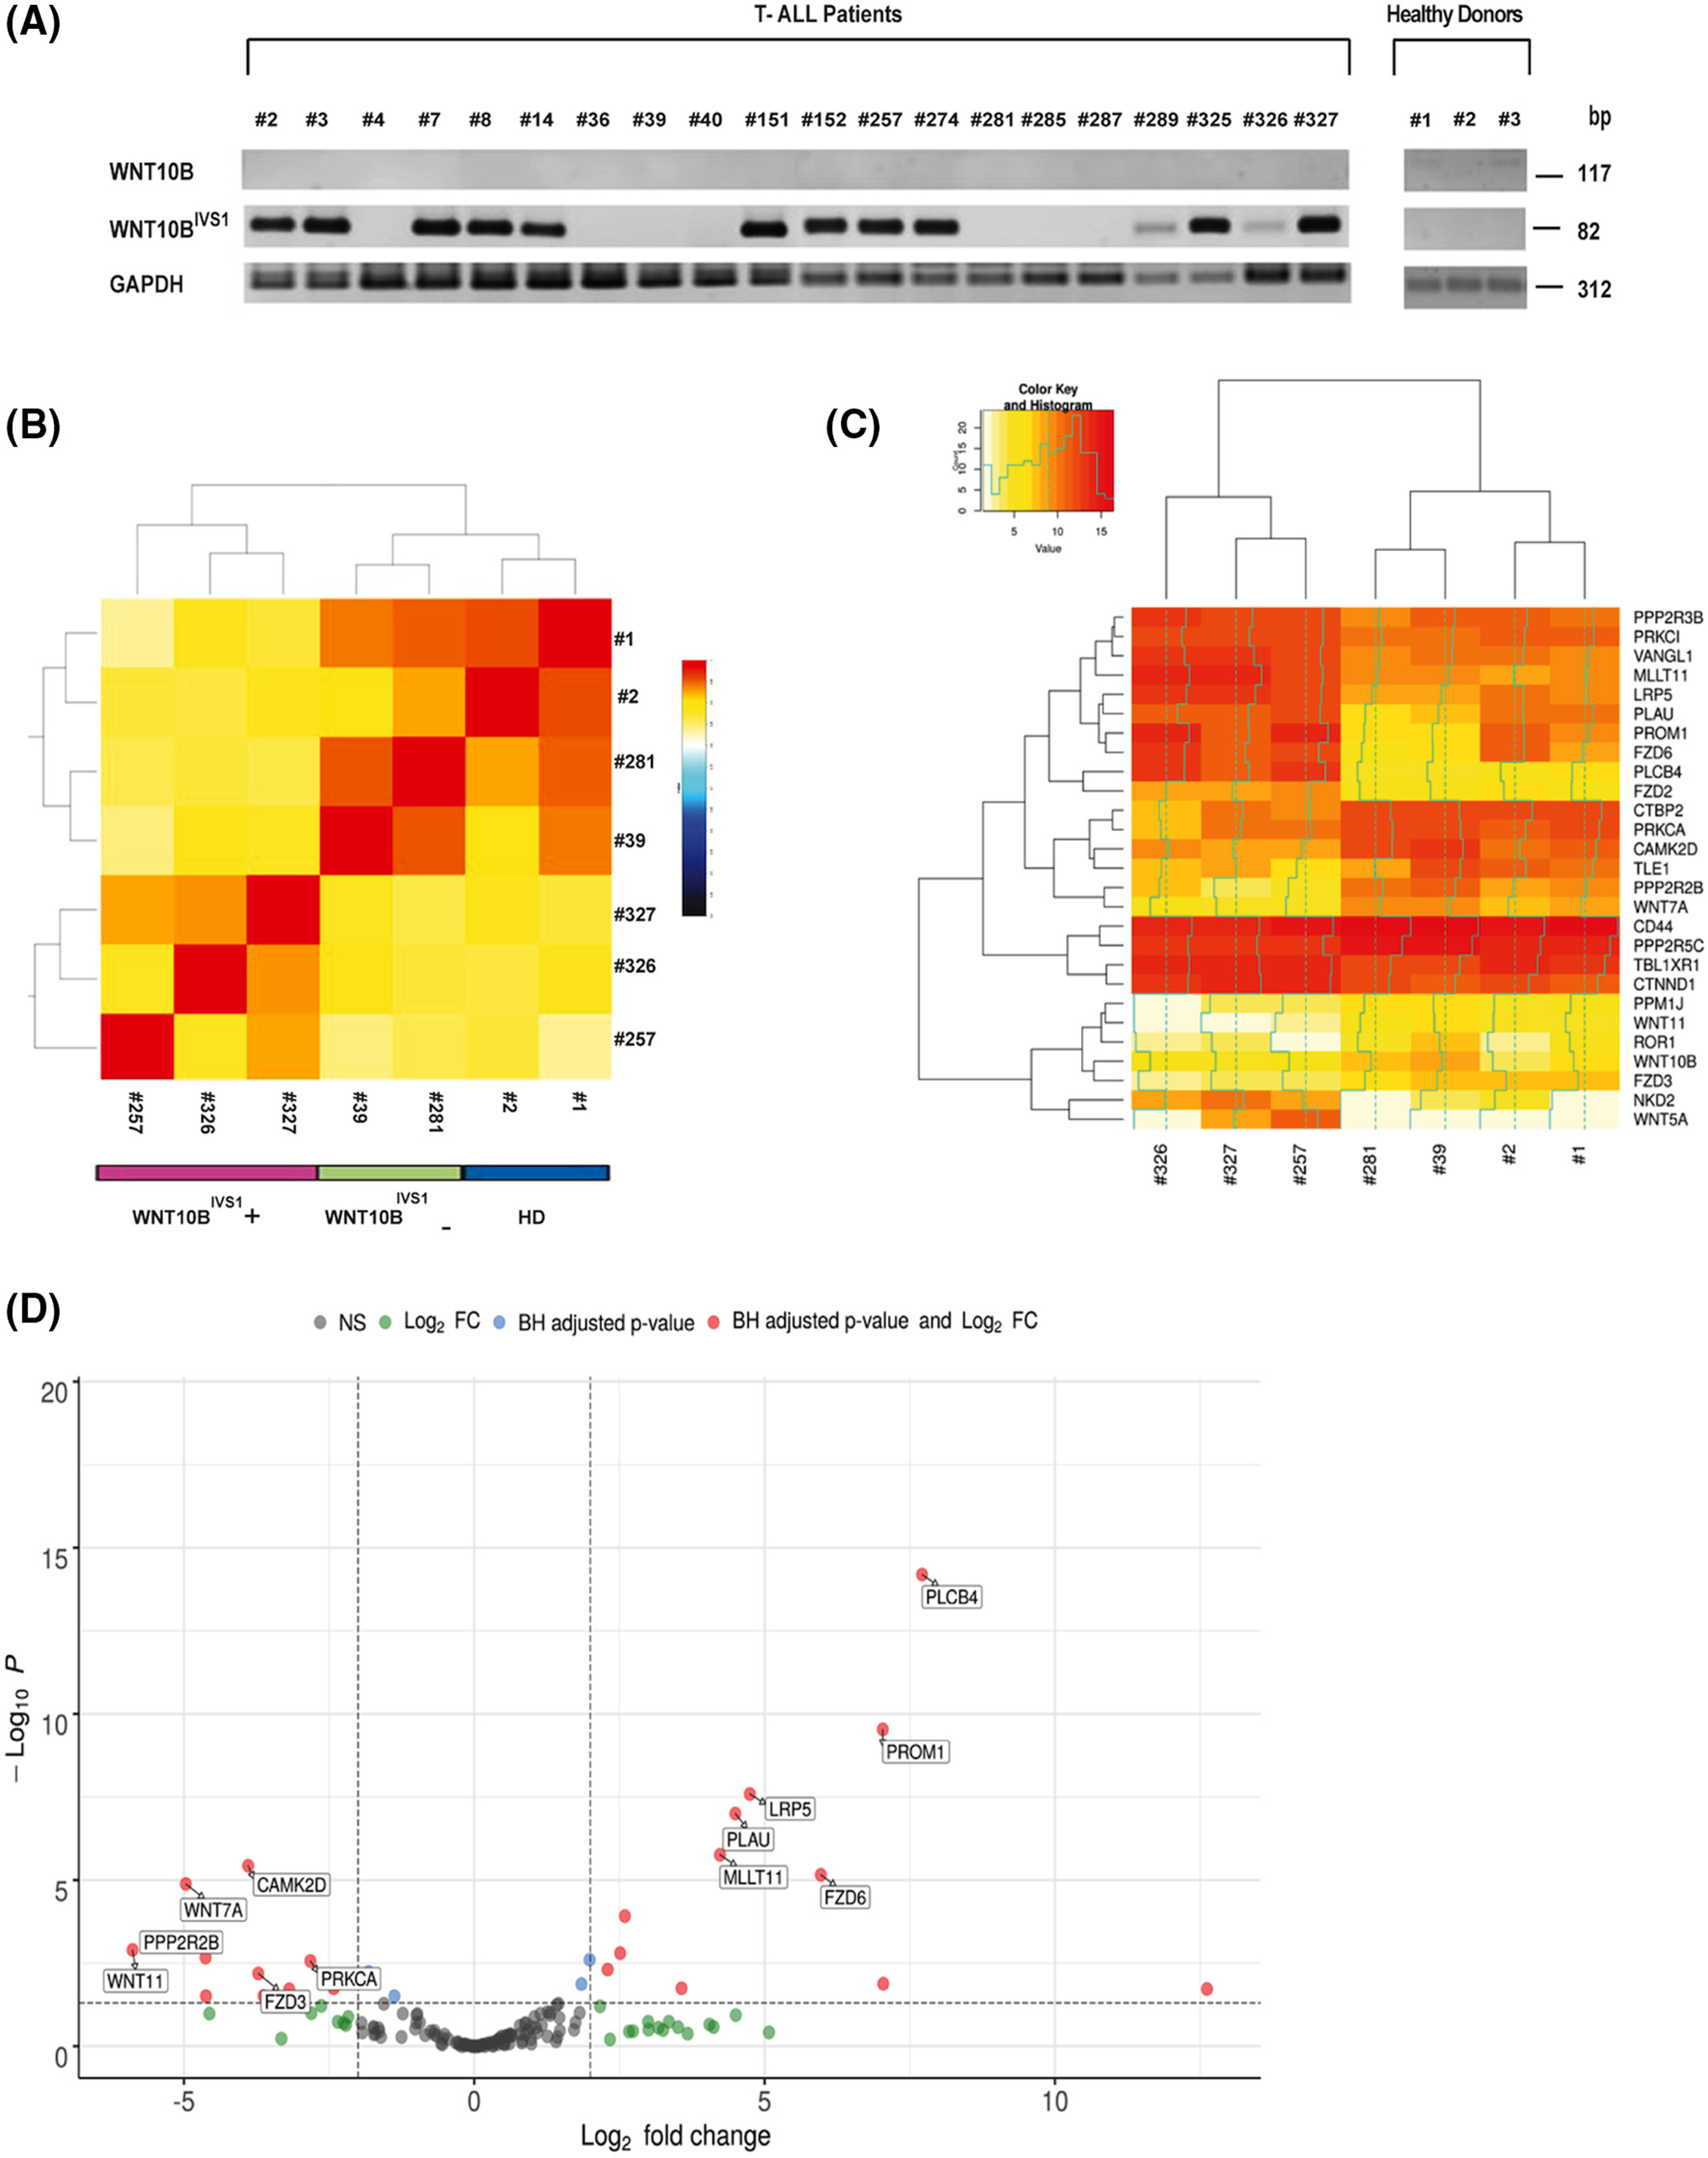 (A)
T- ALL Patients
Healthy Donors
#2 #3 #4 #7 #8 #14 #36 #39 #40 #151 #152 #257 #274 #281 #285 #287 #289 #325 #326 #327
#1 #2 #3
bp
WNT10B
117
WNT10B IVS1
82
GAPDH
312
(B)
#1
#2
#281
#39
#327
#326
#257
#257 #326 #327 #39 #281 #2 #1
WNT10B IVS1 +
WNT10B IVS1 -
HD
(C)
Color Key
and Histogram
Count
0 5 10 15 20
5 10 15
Value
PPP2R3B
PRKCI
VANGL1
MLLT11
LRP5
PLAU
PROM1
FZD6
PLCB4
FZD2
CTBP2
PRKCA
CAMK2D
TLE1
PPP2R2B
WNT7A
CD44
PPP2R5C
TBL1XR1
CTNND1
PPM1J
WNT11
ROR1
WNT10B
FZD3
NKD2
WNT5A
#326 #327 #257 #281 #39 #2 #1
(D)
NS Log2 FC BH adjusted p-value BH adjusted p-value and Log2 FC
20
15
10
5
0
– Log10 P
PLCB4
PROM1
LRP5
PLAU
MLLT11
FZD6
CAMK2D
WNT7A
PPP2R2B
WNT11
PRKCA
FZD3
-5 0 5 10
Log2 fold change